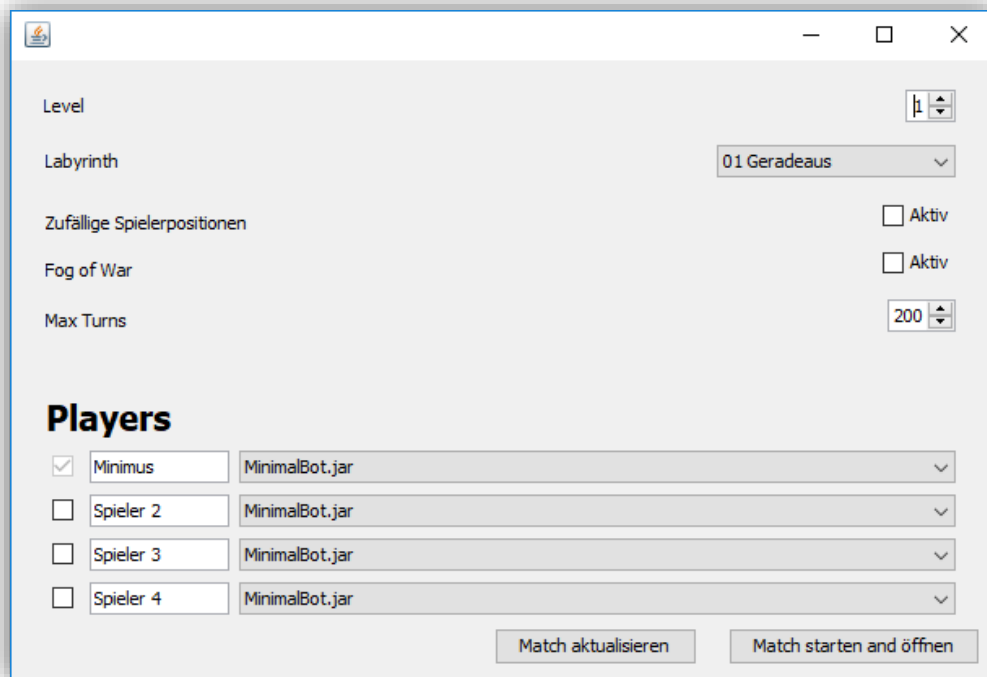 Level 1
Labyrinth 01 Geradeaus
Zufällige Spielerpositionen Aktiv
Fog of War Aktiv
Max Turns 200
Players
Minimus MinimalBot.jar
Spieler 2 MinimalBot.jar
Spieler 3 MinimalBot.jar
Spieler 4 MinimalBot.jar
Match aktualisieren Match starten and öffnen